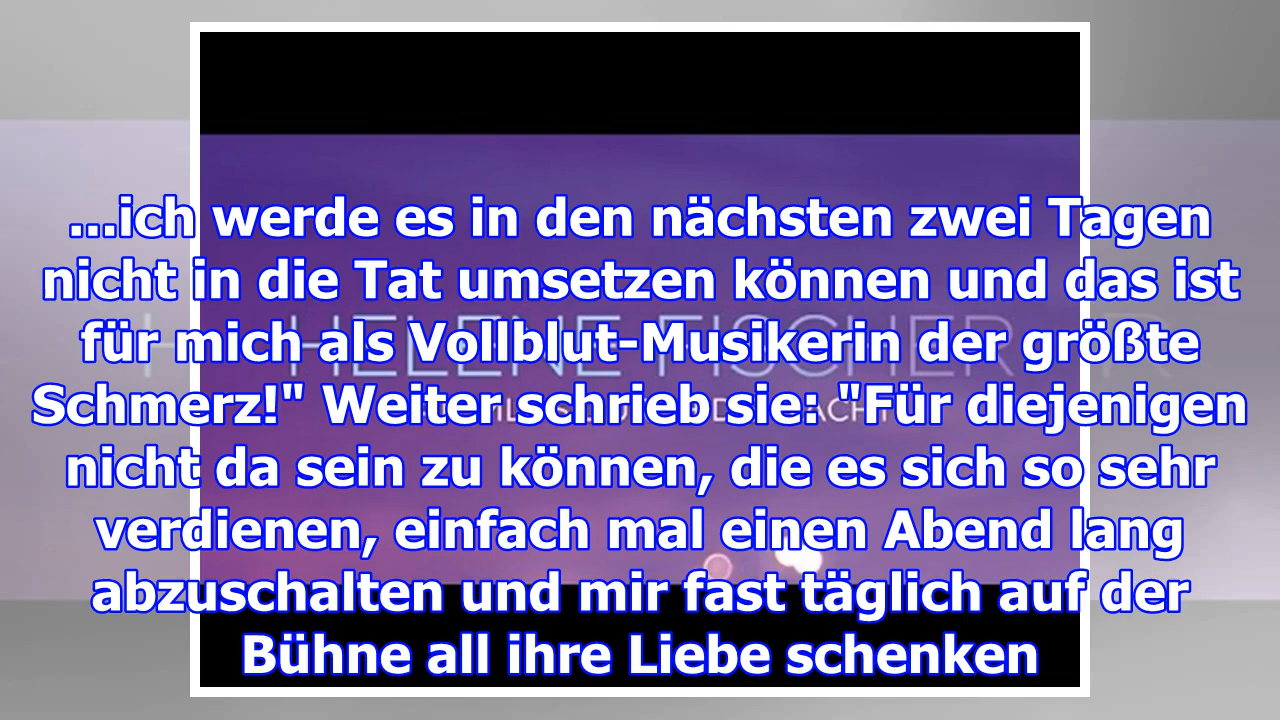 ...ich werde es in den nächsten zwei Tagen
nicht in die Tat umsetzen können und das ist
für mich als Vollblut-Musikerin der größte
HELENE FISCHER
Schmerz!" Weiter schrieb sie: "Für diejenigen
nicht da sein zu können, die es sich so sehr
verdienen, einfach mal einen Abend lang
abzuschalten und mir fast täglich auf der
Bühne all ihre Liebe schenken